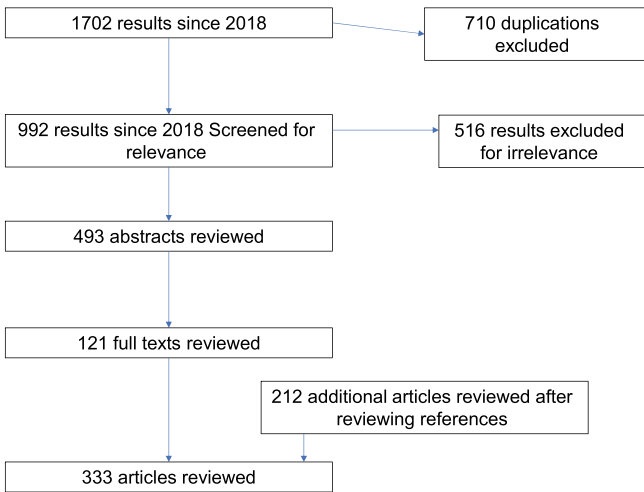 1702 results since 2018
710 duplications
excluded
992 results since 2018 Screened for
relevance
516 results excluded
for irrelevance
493 abstracts reviewed
121 full texts reviewed
212 additional articles reviewed after
reviewing references
333 articles reviewed